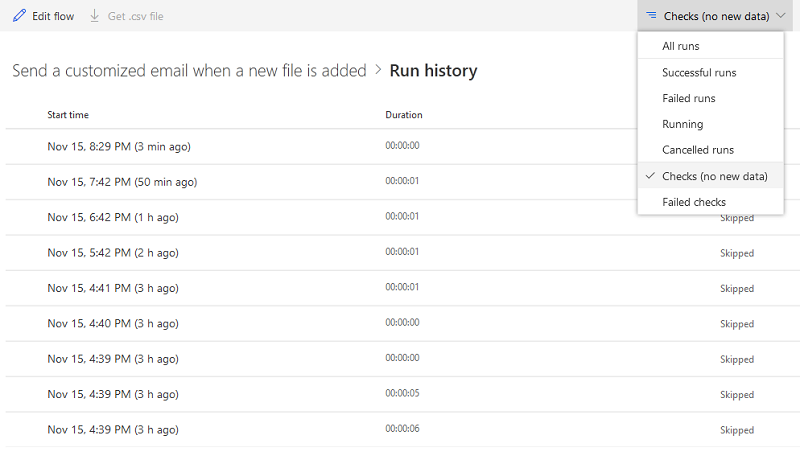 Edit flow Get .csv file Checks (no new data)
All runs
Send a customized email when a new file is added > Run history
Successful runs
Failed runs
Start time Duration
Running
Nov 15, 8:29 PM (3 min ago) 00:00:00
Cancelled runs
Nov 15, 7:42 PM (50 min ago) 00:00:01
Checks (no new data)
Failed checks
Nov 15, 6:42 PM (1 h ago) 00:00:01 Skipped
Nov 15, 5:42 PM (2 h ago) 00:00:01 Skipped
Nov 15, 4:41 PM (3 h ago) 00:00:01 Skipped
Nov 15, 4:40 PM (3 h ago) 00:00:00 Skipped
Nov 15, 4:39 PM (3 h ago) 00:00:00 Skipped
Nov 15, 4:39 PM (3 h ago) 00:00:05 Skipped
Nov 15, 4:39 PM (3 h ago) 00:00:06 Skipped